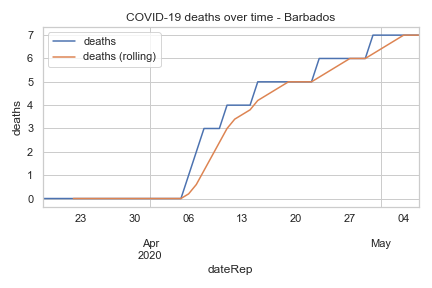 COVID-19 deaths over time - Barbados
deaths
deaths (rolling)
deaths
7
6
5
4
3
2
1
0
23 30 06 13 20 27 04
Apr May
2020
dateRep